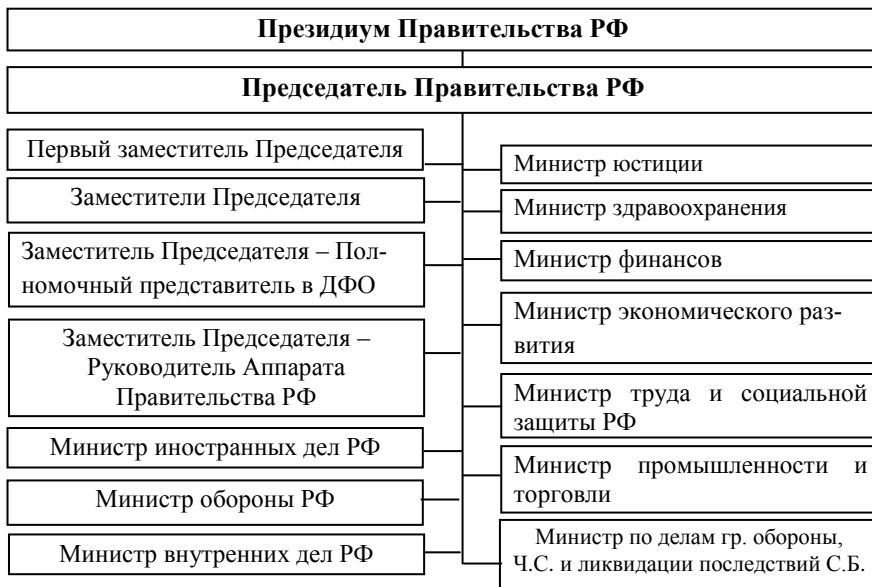 Президиум Правительства РФ
Председатель Правительства РФ
Первый заместитель Председателя
Заместители Председателя
Заместитель Председателя – Пол-
номочный представитель в ДФО
Заместитель Председателя –
Руководитель Аппарата
Правительства РФ
Министр иностранных дел РФ
Министр обороны РФ
Министр внутренних дел РФ
Министр юстиции
Министр здравоохранения
Министр финансов
Министр экономического раз-
вития
Министр труда и социальной
защиты РФ
Министр промышленности и
торговли
Министр по делам гр. обороны,
Ч.С. и ликвидации последствий С.Б.